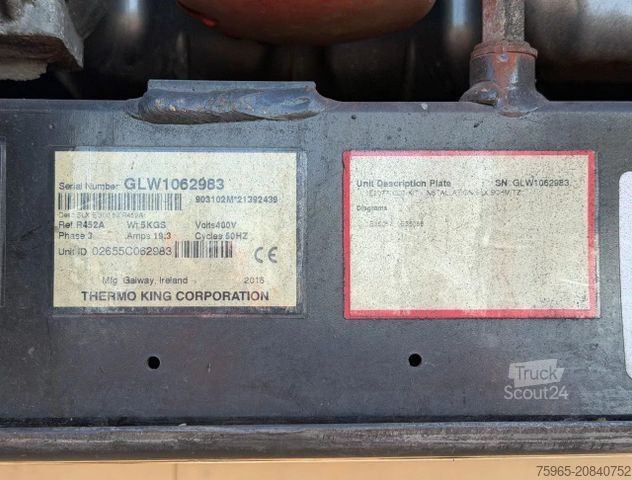 Serial Number GLW1062983
903102M*21392439
Ref R452A Wt 5KGS Volts400V
Phase 3 Amps 19.3 Cycles 50HZ
Unit ID 02655C062983
Mfg. Galway, Ireland 2016
THERMO KING CORPORATION
Unit Description Plate SN: GLW1062983
Diagrams
Truck
Scout24
75965-20840752